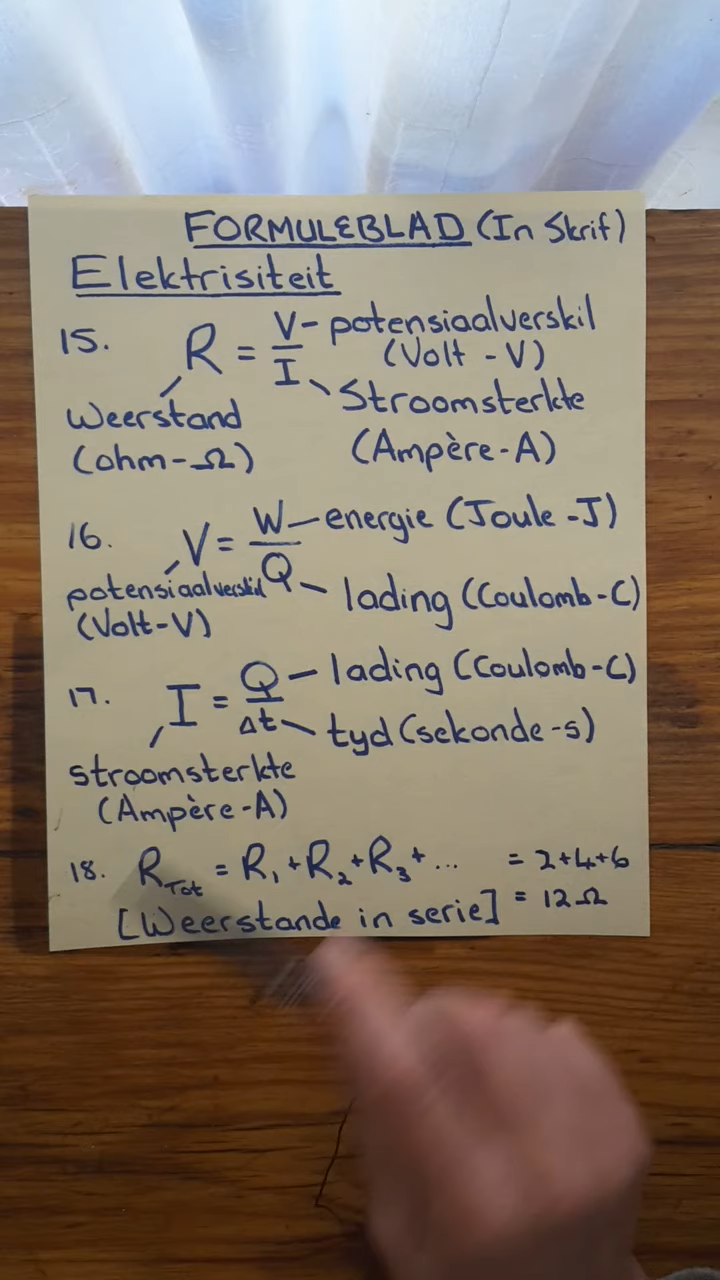 FORMULEBLAD (In Skrif)
Elektrisiteit
15. R = V/I - potensiaalverskil
(Volt - V)
Stroomsterkte
Weerstand
(Ampère - A)
(ohm - Ω)
16. V = W/Q energie (Joule - J)
potensiaalverskil
lading (Coulomb - C)
(Volt - V)
17. I = Q/Δt lading (Coulomb - C)
tyd (sekonde - s)
stroomsterkte
(Ampère - A)
18. R_Tot = R₁ + R₂ + R₃ + ... = 2+4+6
[Weerstande in serie] = 12 Ω